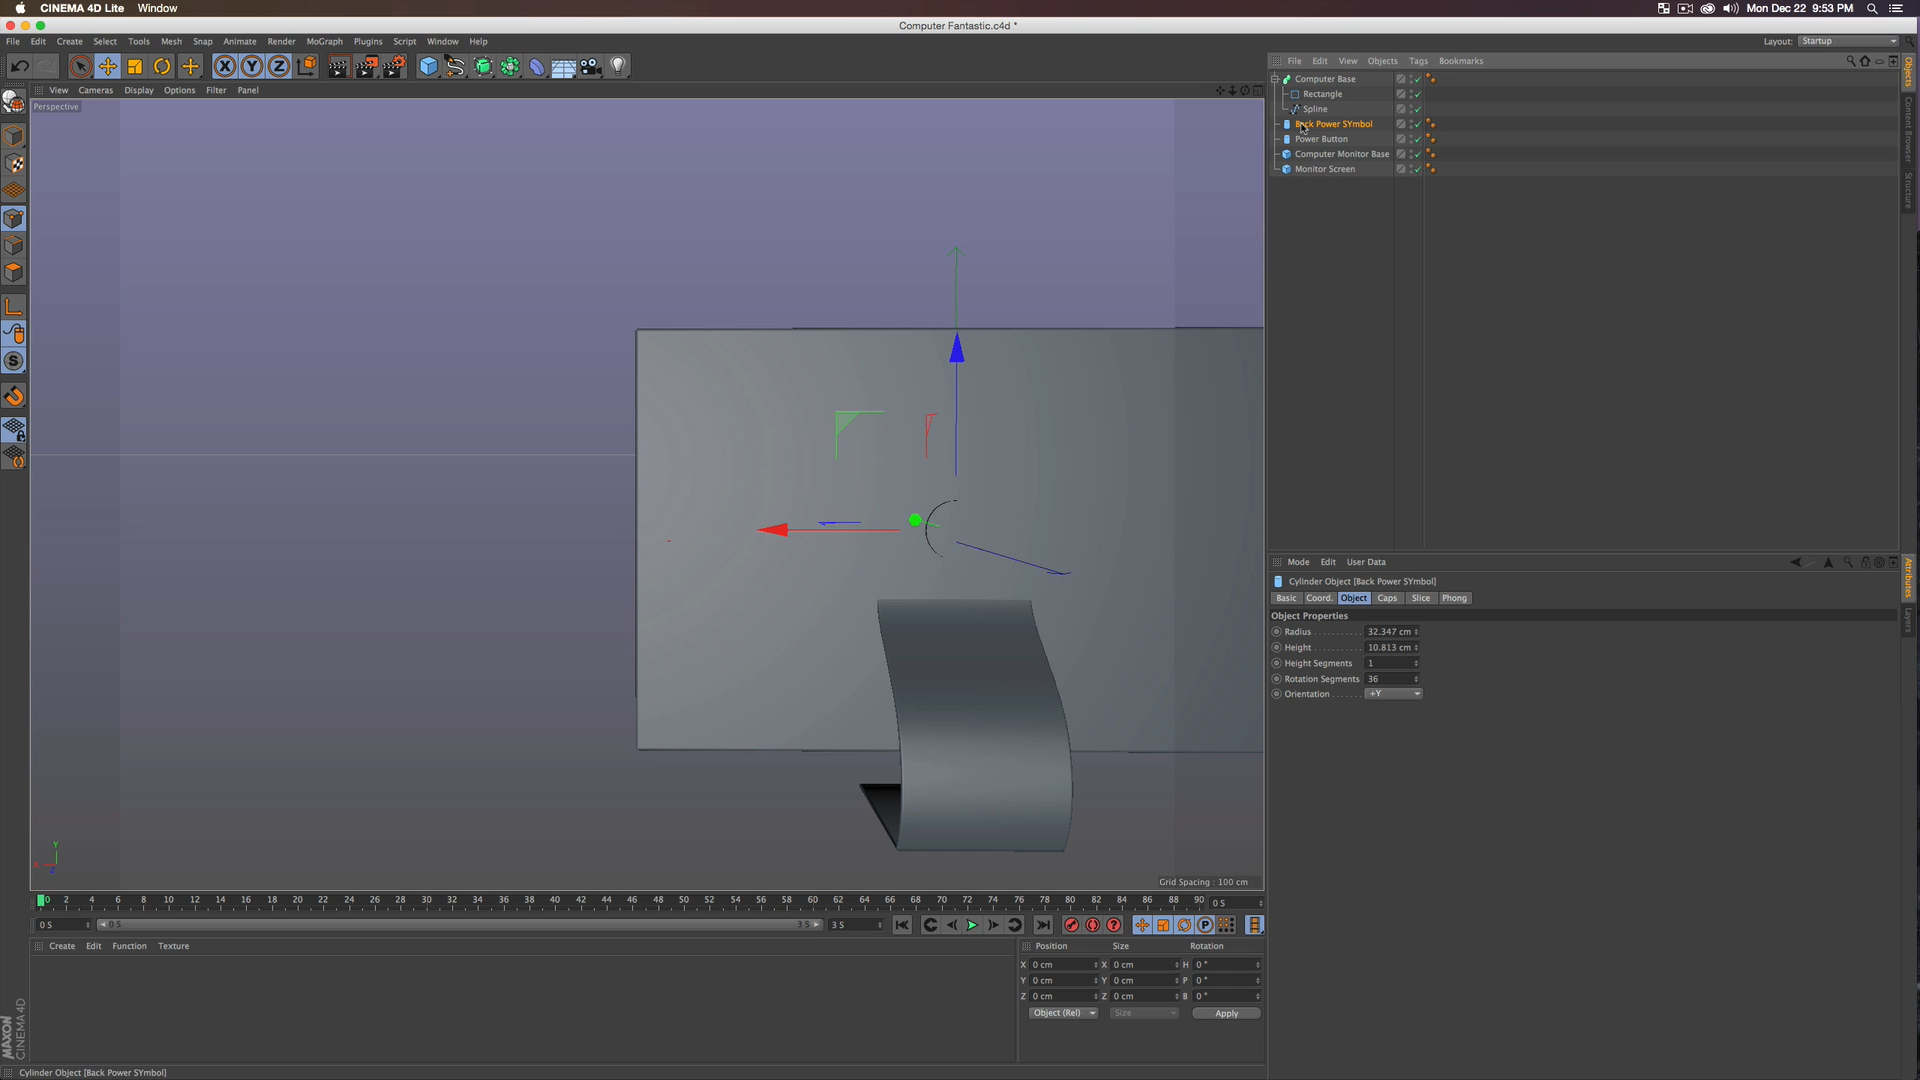 CINEMA 4D Lite Window
Mon Dec 22 9:53 PM
Computer Fantastic.c4d *
File Edit Create Select Tools Mesh Snap Animate Render MoGraph Plugins Script Window Help
Layout: Startup
X Y Z
View Cameras Display Options Filter Panel
Perspective
File Edit View Objects Tags Bookmarks
Computer Base
Rectangle
Spline
Back Power SYmbol
Power Button
Computer Monitor Base
Monitor Screen
Objects
Content Browser
Structure
Y
X
Z
Grid Spacing : 100 cm
0 2 4 6 8 10 12 14 16 18 20 22 24 26 28 30 32 34 36 38 40 42 44 46 48 50 52 54 56 58 60 62 64 66 68 70 72 74 76 78 80 82 84 86 88 90 0 S
0 S 0 S 3 S 3 S
Create Edit Function Texture
Position Size Rotation
X 0 cm X 0 cm H 0 °
Y 0 cm Y 0 cm P 0 °
Z 0 cm Z 0 cm B 0 °
Object (Rel) Size Apply
Mode Edit User Data
Cylinder Object [Back Power SYmbol]
Basic Coord. Object Caps Slice Phong
Object Properties
Radius 32.347 cm
Height 10.813 cm
Height Segments 1
Rotation Segments 36
Orientation +Y
Attributes
Layers
MAXON
CINEMA 4D
Cylinder Object [Back Power SYmbol]